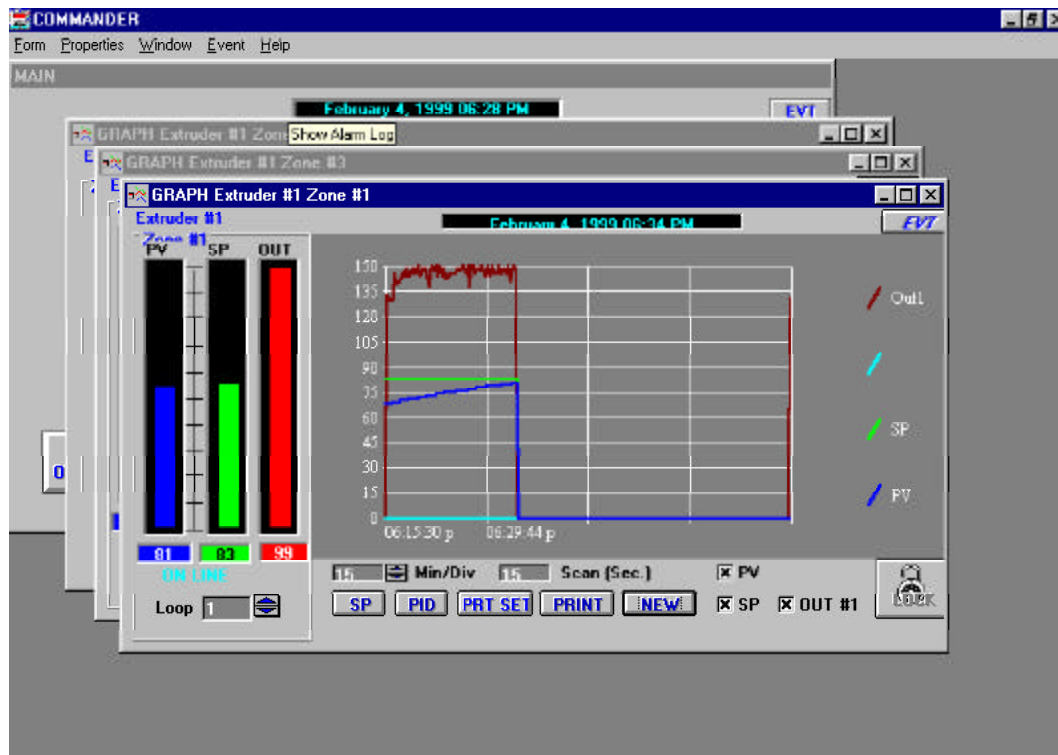 COMMANDER
Form Properties Window Event Help
MAIN
February 4, 1999 06:28 PM
EVT
GRAPH Extruder #1 Zone
Show Alarm Log
E
GRAPH Extruder #1 Zone #3
E
GRAPH Extruder #1 Zone #1
Extruder #1
February 4, 1999 06:34 PM
EVT
Zone #1
PV SP OUT
150
135
120
105
90
75
60
45
30
15
0
06:15:30 p 06:29:44 p
Out1
SP
PV
O
81 83 99
ON LINE
Loop 1
15 Min/Div 15 Scan (Sec.) PV
SP PID PRT SET PRINT NEW SP OUT #1
LOCK